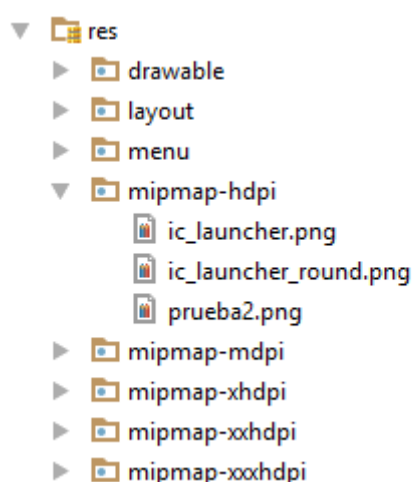 res
drawable
layout
menu
mipmap-hdpi
ic_launcher.png
ic_launcher_round.png
prueba2.png
mipmap-mdpi
mipmap-xhdpi
mipmap-xxhdpi
mipmap-xxxhdpi